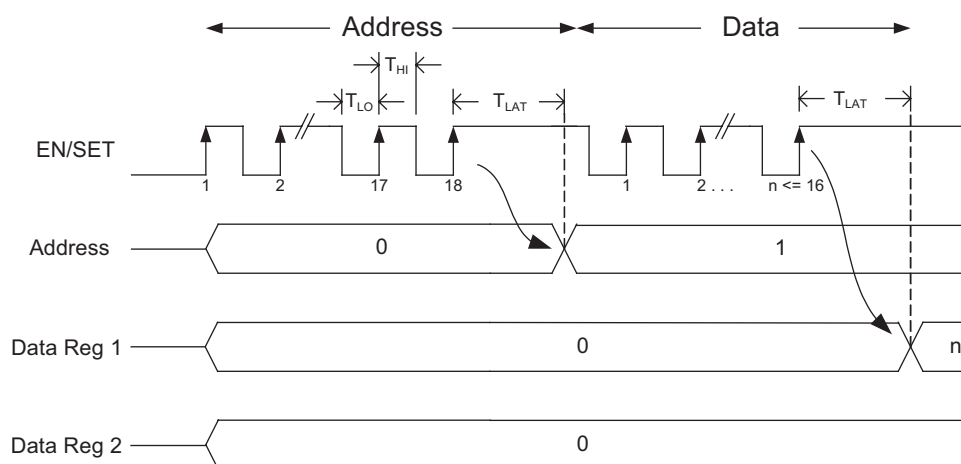 Address Data
T_HI
T_LO T_LAT T_LAT
EN/SET
1 2 17 18 1 2 . . . n <= 16
Address 0 1
Data Reg 1 0 n
Data Reg 2 0